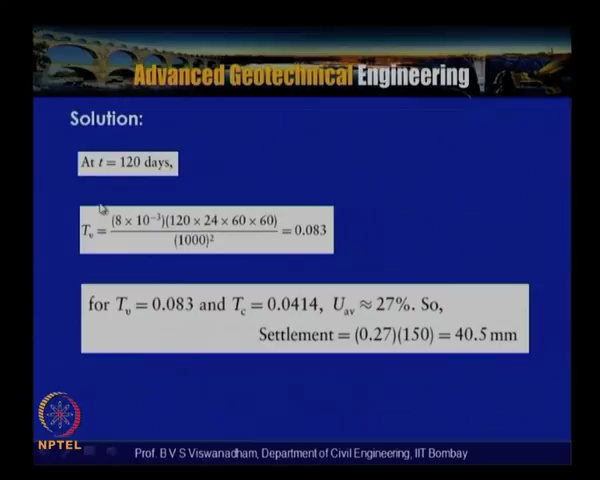 Advanced Geotechnical Engineering
Solution:
At t = 120 days,
T_v = (8 × 10⁻³)(120 × 24 × 60 × 60) / (1000)² = 0.083
for T_v = 0.083 and T_c = 0.0414, U_av ≈ 27%. So,
Settlement = (0.27)(150) = 40.5 mm
NPTEL
Prof. B V S Viswanadham, Department of Civil Engineering, IIT Bombay